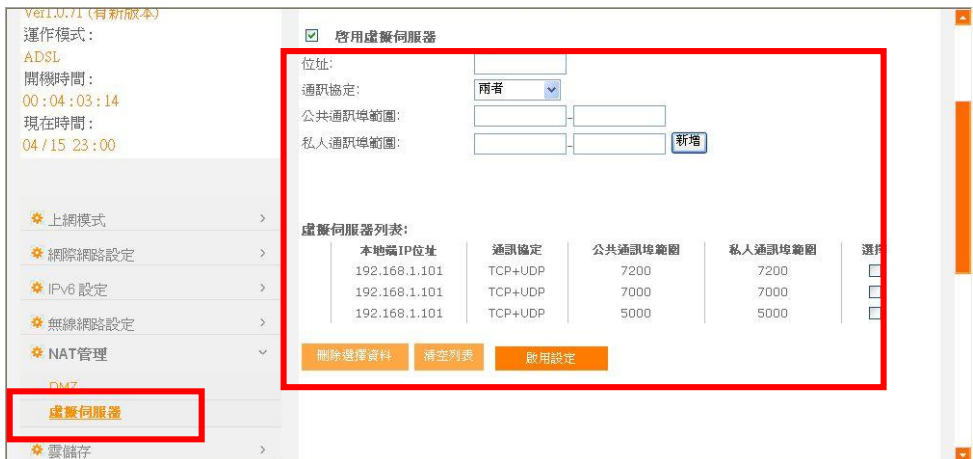 Ver1.0.71 (有新版本)
運作模式:
ADSL
開機時間:
00:04:03:14
現在時間:
04/15 23:00
上網模式
網際網路設定
IPv6 設定
無線網路設定
NAT管理
DMZ
虛擬伺服器
雲儲存
啓用虛擬伺服器
位址:
通訊協定: 兩者
公共通訊埠範圍: -
私人通訊埠範圍: - 新增
虛擬伺服器列表:
本地端IP位址 通訊協定 公共通訊埠範圍 私人通訊埠範圍 選擇
192.168.1.101 TCP+UDP 7200 7200
192.168.1.101 TCP+UDP 7000 7000
192.168.1.101 TCP+UDP 5000 5000
刪除選擇資料 清空列表 啟用設定